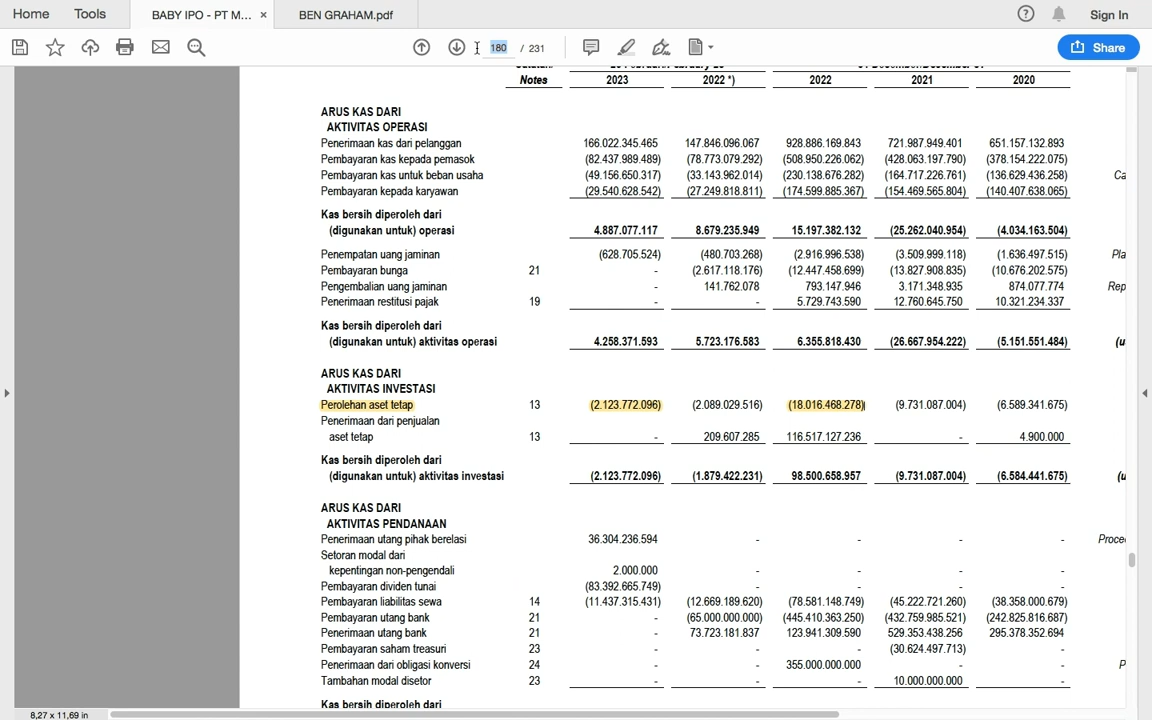 Home Tools BABY IPO - PT M... × BEN GRAHAM.pdf ? Sign In
180 / 231 Share
Notes 2023 2022 *) 2022 2021 2020
ARUS KAS DARI
AKTIVITAS OPERASI
Penerimaan kas dari pelanggan 166.022.345.465 147.846.096.067 928.886.169.843 721.987.949.401 651.157.132.893
Pembayaran kas kepada pemasok (82.437.989.489) (78.773.079.292) (508.950.226.062) (428.063.197.790) (378.154.222.075)
Pembayaran kas untuk beban usaha (49.156.650.317) (33.143.962.014) (230.138.676.282) (164.717.226.761) (136.629.436.258) Ca
Pembayaran kepada karyawan (29.540.628.542) (27.249.818.811) (174.599.885.367) (154.469.565.804) (140.407.638.065)
Kas bersih diperoleh dari
(digunakan untuk) operasi 4.887.077.117 8.679.235.949 15.197.382.132 (25.262.040.954) (4.034.163.504)
Penempatan uang jaminan (628.705.524) (480.703.268) (2.916.996.538) (3.509.999.118) (1.636.497.515) Pla
Pembayaran bunga 21 - (2.617.118.176) (12.447.458.699) (13.827.908.835) (10.676.202.575)
Pengembalian uang jaminan - 141.762.078 793.147.946 3.171.348.935 874.077.774 Rep
Penerimaan restitusi pajak 19 - - 5.729.743.590 12.760.645.750 10.321.234.337
Kas bersih diperoleh dari
(digunakan untuk) aktivitas operasi 4.258.371.593 5.723.176.583 6.355.818.430 (26.667.954.222) (5.151.551.484) (u
ARUS KAS DARI
AKTIVITAS INVESTASI
Perolehan aset tetap 13 (2.123.772.096) (2.089.029.516) (18.016.468.278) (9.731.087.004) (6.589.341.675)
Penerimaan dari penjualan
aset tetap 13 - 209.607.285 116.517.127.236 - 4.900.000
Kas bersih diperoleh dari
(digunakan untuk) aktivitas investasi (2.123.772.096) (1.879.422.231) 98.500.658.957 (9.731.087.004) (6.584.441.675) (u
ARUS KAS DARI
AKTIVITAS PENDANAAN
Penerimaan utang pihak berelasi 36.304.236.594 - - - - Proce
Setoran modal dari
kepentingan non-pengendali 2.000.000 - - - -
Pembayaran dividen tunai (83.392.665.749) - - - -
Pembayaran liabilitas sewa 14 (11.437.315.431) (12.669.189.620) (78.581.148.749) (45.222.721.260) (38.358.000.679)
Pembayaran utang bank 21 - (65.000.000.000) (445.410.363.250) (432.759.985.521) (242.825.816.687)
Penerimaan utang bank 21 - 73.723.181.837 123.941.309.590 529.353.438.256 295.378.352.694
Pembayaran saham treasuri 23 - - - (30.624.497.713) -
Penerimaan dari obligasi konversi 24 - - 355.000.000.000 - - P
Tambahan modal disetor 23 - - - 10.000.000.000 -
Kas bersih diperoleh dari
8,27 x 11,69 in